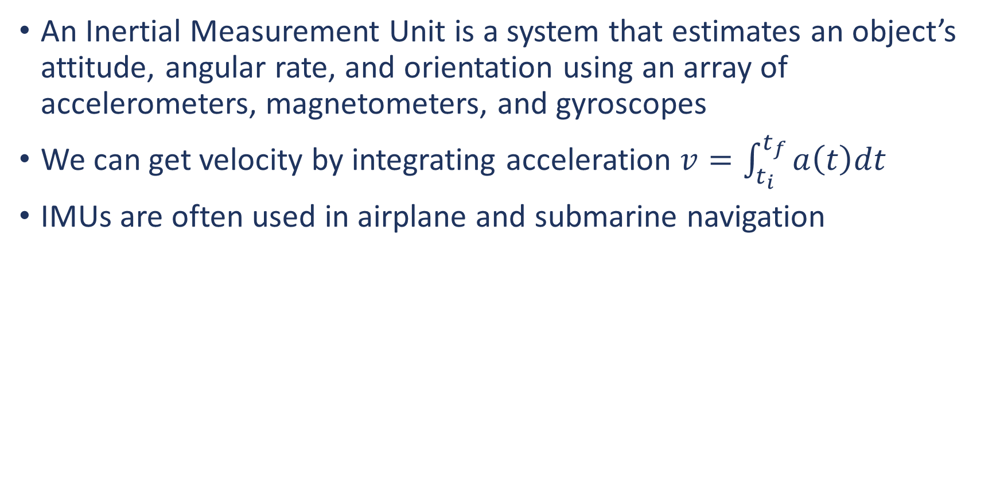 • An Inertial Measurement Unit is a system that estimates an object’s
attitude, angular rate, and orientation using an array of
accelerometers, magnetometers, and gyroscopes
• We can get velocity by integrating acceleration 𝑣 = ∫_{t_i}^{t_f} a(t)dt
• IMUs are often used in airplane and submarine navigation